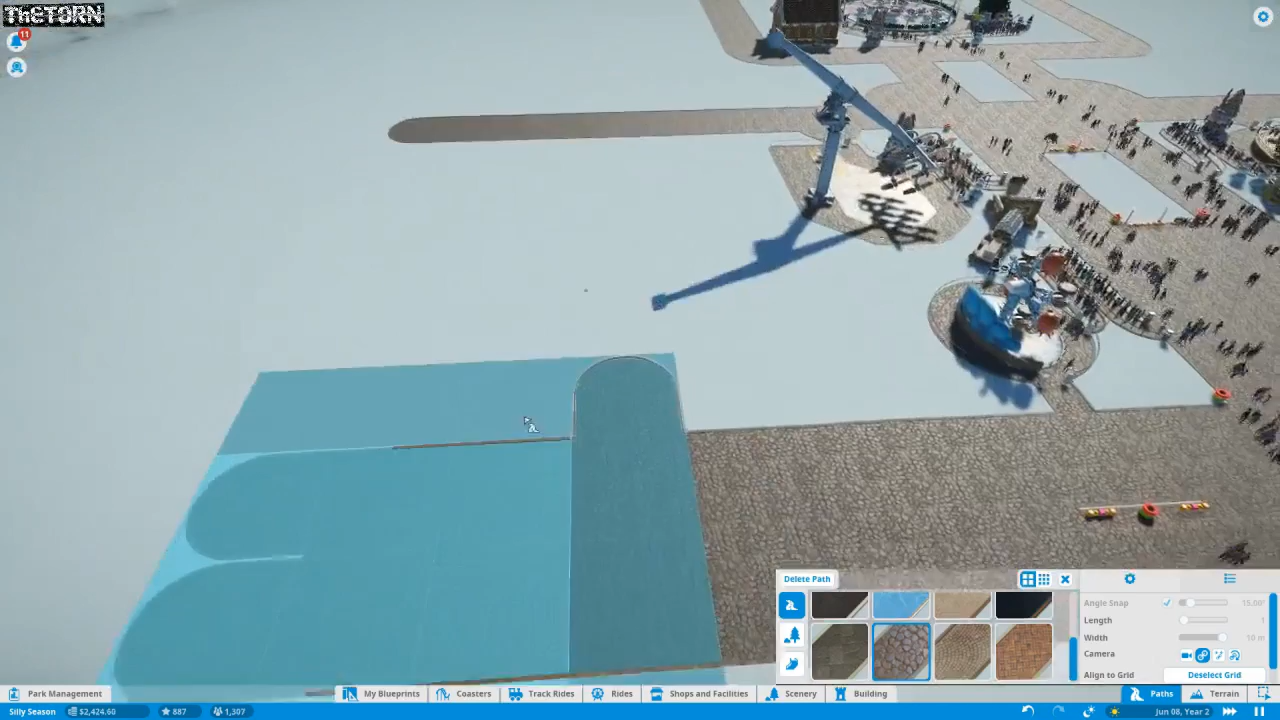 THETORN
11
Delete Path
Angle Snap 15.00°
Length 1
Width 10 m
Camera
Align to Grid Deselect Grid
Park Management My Blueprints Coasters Track Rides Rides Shops and Facilities Scenery Building Paths Terrain
Silly Season $2,424.60 887 1,307 Jun 08, Year 2